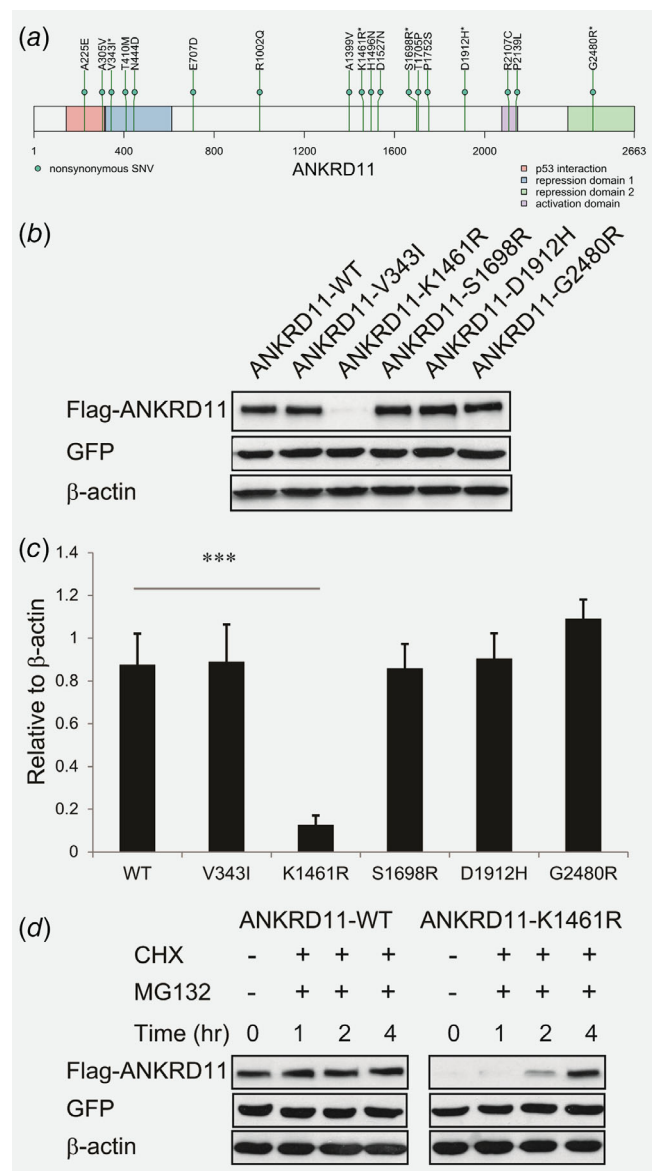 (a)
A225E
A305V
V343I*
T410M
N444D
E707D
R1002Q
A1399V
K1461R*
H1496N
D1527N
S1698R*
T1705P
P1752S
D1912H*
R2107C
P2139L
G2480R*
1 400 800 1200 1600 2000 2663
ANKRD11
nonsynonymous SNV
p53 interaction
repression domain 1
repression domain 2
activation domain
(b)
ANKRD11-WT
ANKRD11-V343I
ANKRD11-K1461R
ANKRD11-S1698R
ANKRD11-D1912H
ANKRD11-G2480R
Flag-ANKRD11
GFP
β-actin
(c)
Relative to β-actin
1.4
1.2
1
0.8
0.6
0.4
0.2
0
***
WT V343I K1461R S1698R D1912H G2480R
(d)
ANKRD11-WT ANKRD11-K1461R
CHX - + + + - + + +
MG132 - + + + - + + +
Time (hr) 0 1 2 4 0 1 2 4
Flag-ANKRD11
GFP
β-actin